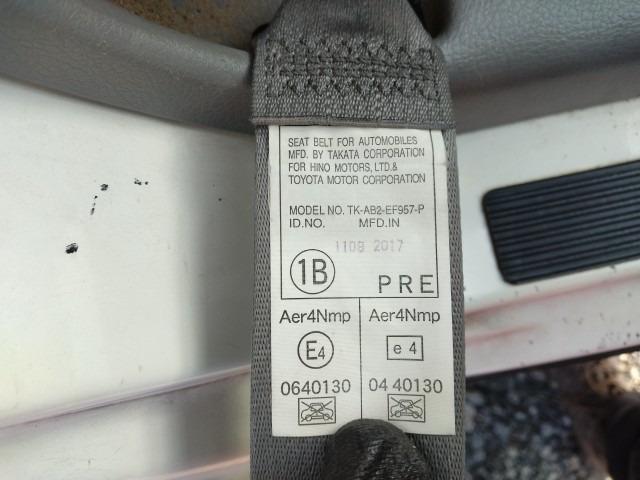 SEAT BELT FOR AUTOMOBILES
MFD. BY TAKATA CORPORATION
FOR HINO MOTORS, LTD.&
TOYOTA MOTOR CORPORATION
MODEL NO. TK-AB2-EF957-P
ID.NO. MFD.IN
1108 2017
1B PRE
Aer4Nmp Aer4Nmp
E4 e 4
0640130 04 40130